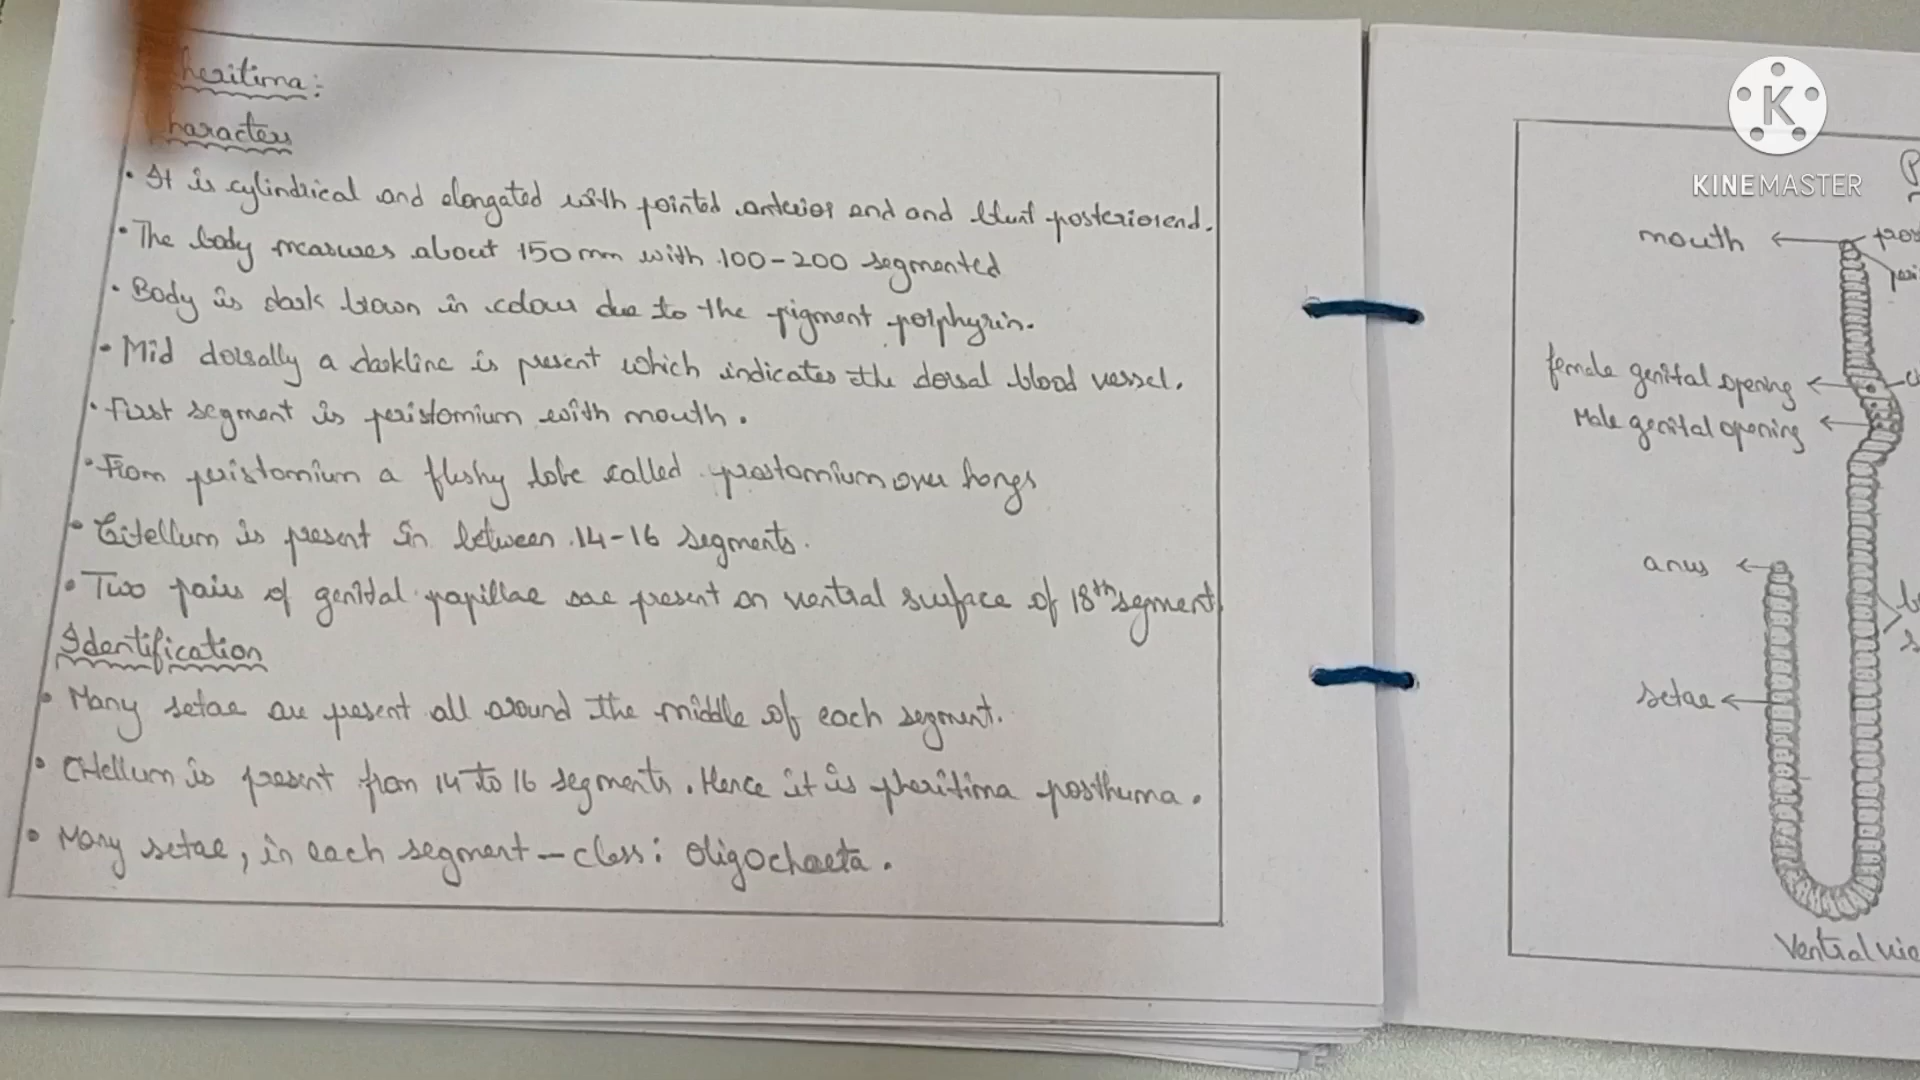 heritima:
haracters
• It is cylindrical and elongated with pointed anterior end and blunt posteriorend.
• The body measures about 150 mm with 100-200 segmented
• Body is dark brown in colour due to the pigment porphyrin.
• Mid dorsally a darkline is present which indicates the dorsal blood vessel.
• First segment is peristomium with mouth.
• From peristomium a fleshy lobe called prostomium over hangs
• Citellum is present in between 14-16 segments.
• Two pairs of genital papillae are present on ventral surface of 18th segment
Identification
• Many setae are present all around the middle of each segment.
• Citellum is present from 14 to 16 segments. Hence it is pheritima posthuma.
• Many setae, in each segment - class: Oligochaeta.
K
KINEMASTER
mouth
female genital opening
Male genital opening
anus
setae
Ventral vie